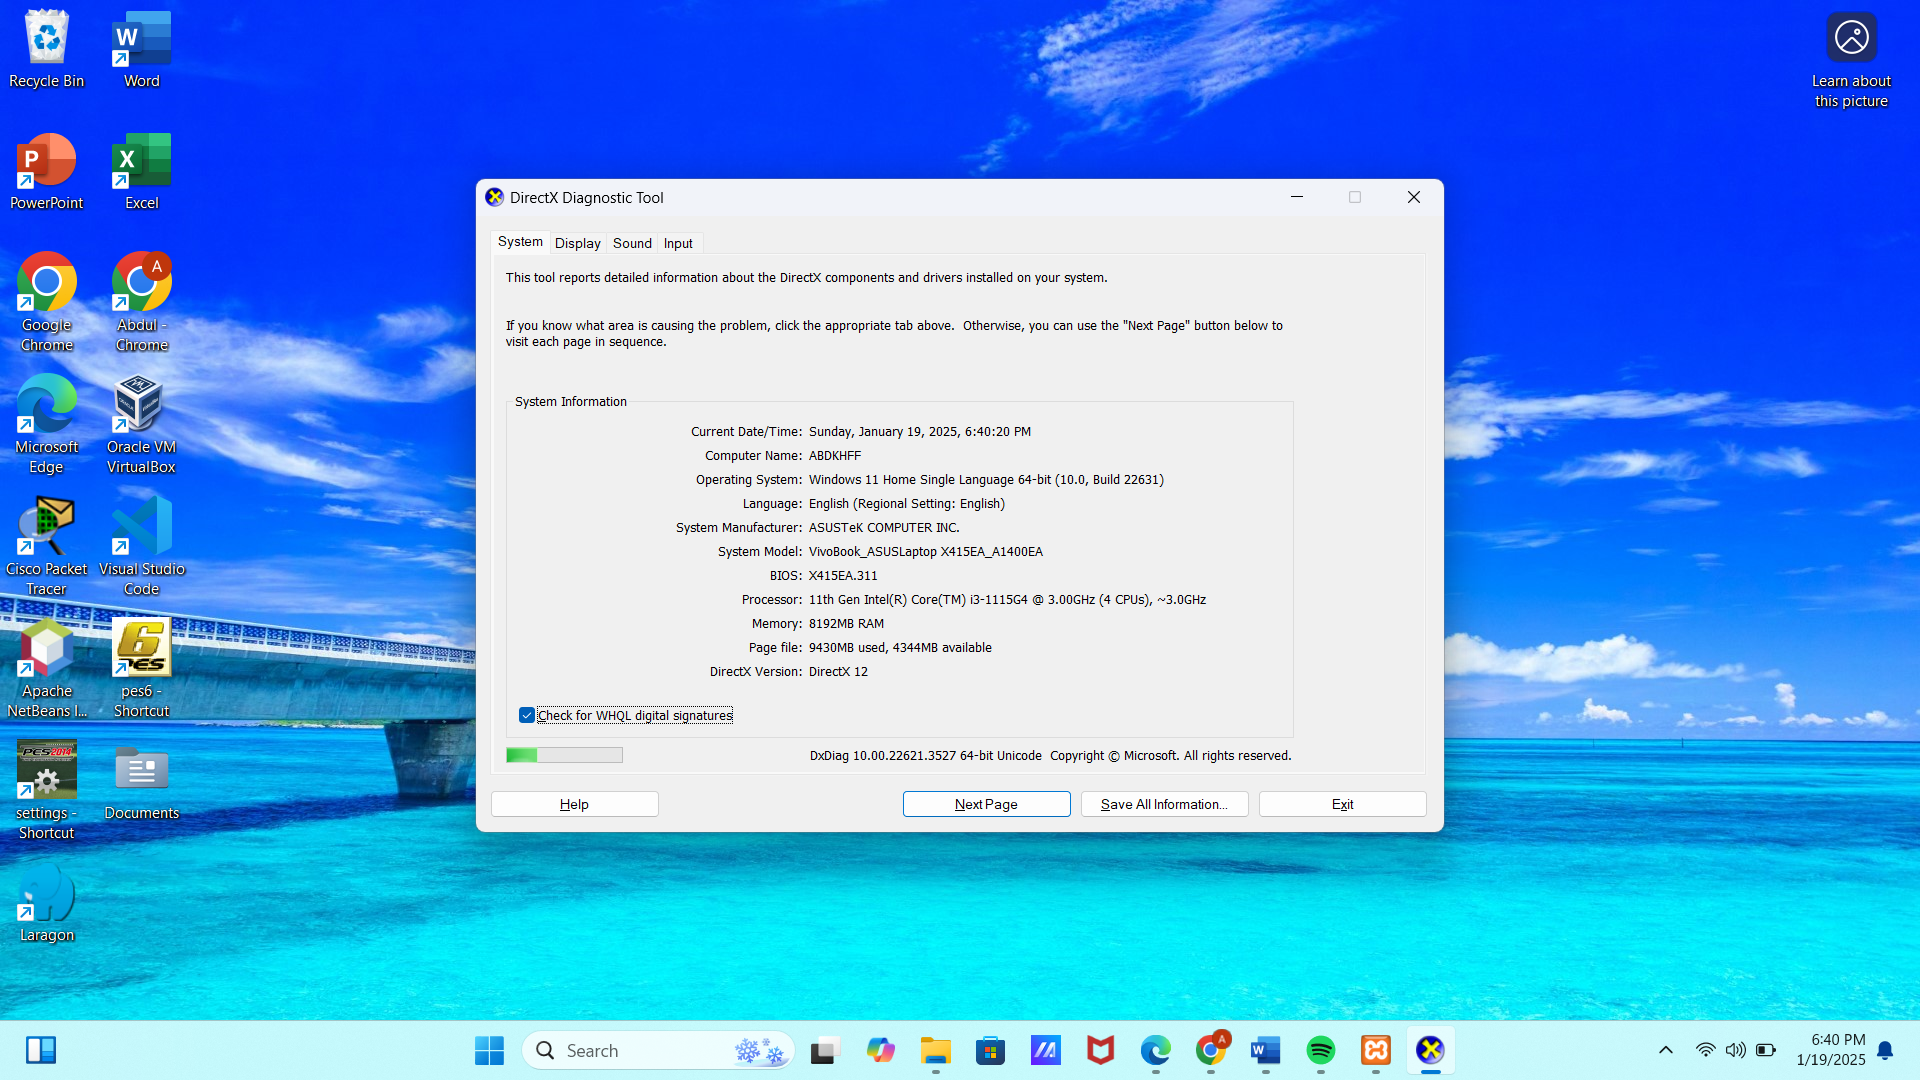 Recycle Bin
Word
PowerPoint
Excel
Google
Chrome
Abdul -
Chrome
Microsoft
Edge
Oracle VM
VirtualBox
Cisco Packet
Tracer
Visual Studio
Code
Apache
NetBeans I...
pes6 -
Shortcut
settings -
Shortcut
Documents
Laragon
Learn about
this picture
DirectX Diagnostic Tool
System Display Sound Input
This tool reports detailed information about the DirectX components and drivers installed on your system.
If you know what area is causing the problem, click the appropriate tab above.  Otherwise, you can use the "Next Page" button below to
visit each page in sequence.
System Information
Current Date/Time: Sunday, January 19, 2025, 6:40:20 PM
Computer Name: ABDKHFF
Operating System: Windows 11 Home Single Language 64-bit (10.0, Build 22631)
Language: English (Regional Setting: English)
System Manufacturer: ASUSTeK COMPUTER INC.
System Model: VivoBook_ASUSLaptop X415EA_A1400EA
BIOS: X415EA.311
Processor: 11th Gen Intel(R) Core(TM) i3-1115G4 @ 3.00GHz (4 CPUs), ~3.0GHz
Memory: 8192MB RAM
Page file: 9430MB used, 4344MB available
DirectX Version: DirectX 12
Check for WHQL digital signatures
DxDiag 10.00.22621.3527 64-bit Unicode  Copyright © Microsoft. All rights reserved.
Help
Next Page
Save All Information...
Exit
Search
6:40 PM
1/19/2025